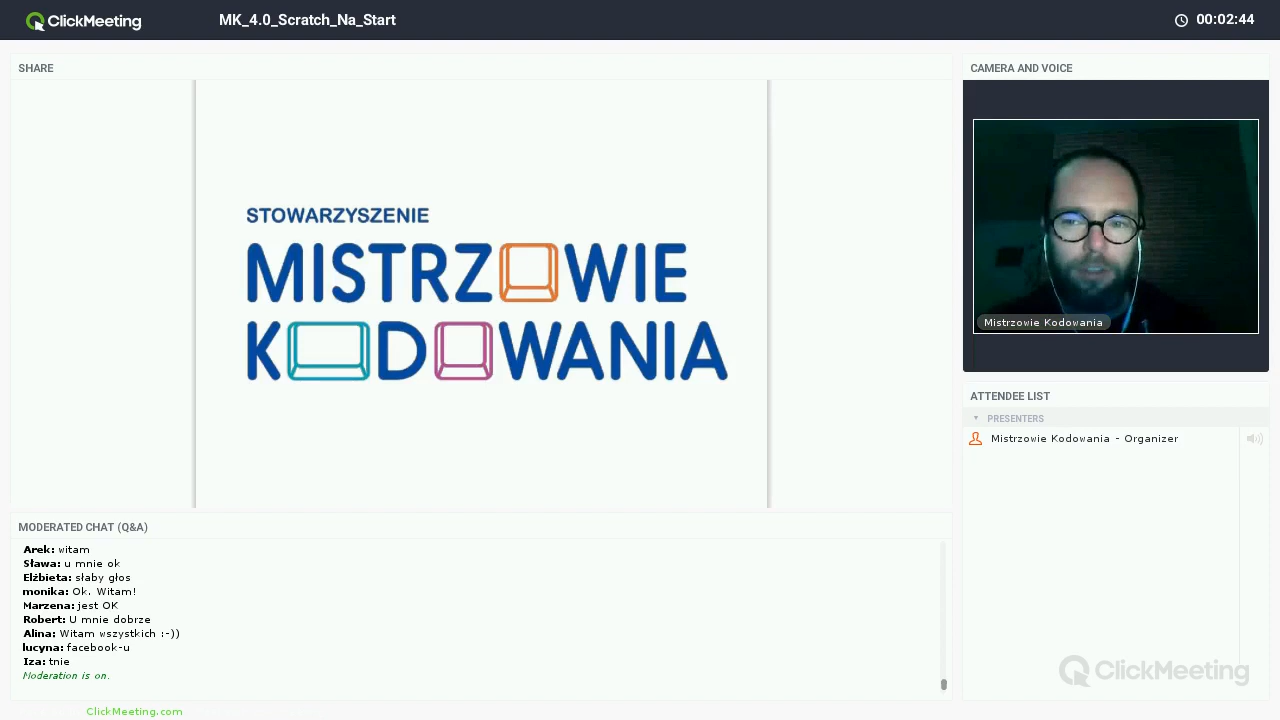 ClickMeeting
MK_4.0_Scratch_Na_Start
00:02:44
SHARE
STOWARZYSZENIE
MISTRZOWIE
KODOWANIA
CAMERA AND VOICE
Mistrzowie Kodowania
ATTENDEE LIST
PRESENTERS
Mistrzowie Kodowania - Organizer
MODERATED CHAT (Q&A)
Arek: witam
Sława: u mnie ok
Elżbieta: słaby głos
monika: Ok. Witam!
Marzena: jest OK
Robert: U mnie dobrze
Alina: Witam wszystkich :-))
lucyna: facebook-u
Iza: tnie
Moderation is on.
ClickMeeting
ClickMeeting.com